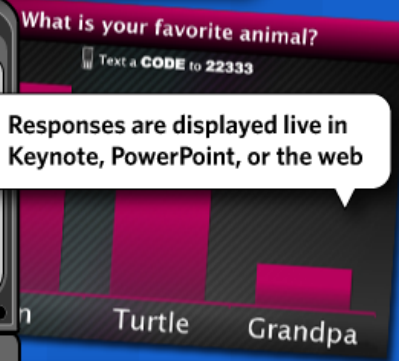 What is your favorite animal?
Text a CODE to 22333
Responses are displayed live in
Keynote, PowerPoint, or the web
n Turtle Grandpa